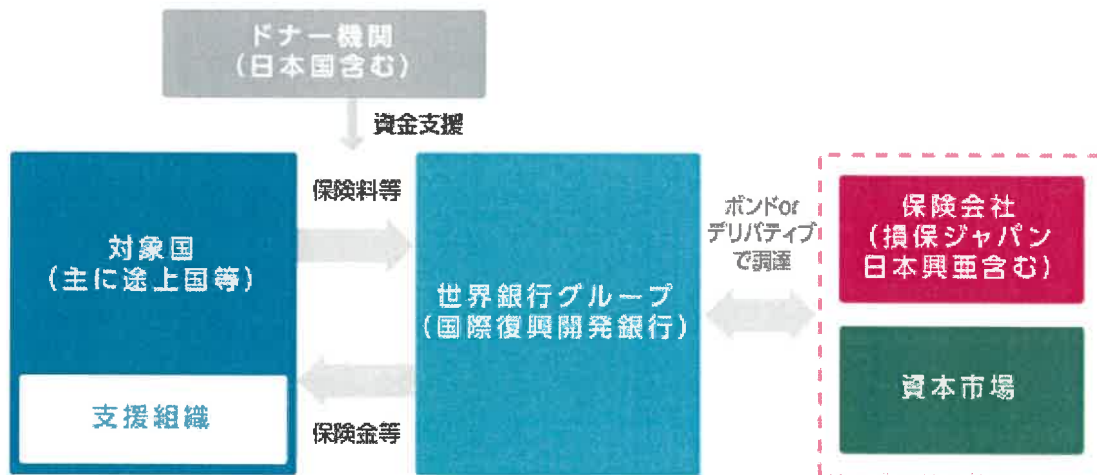 ドナー機関
(日本国含む)
資金支援
保険料等
対象国
(主に途上国等)
支援組織
保険金等
世界銀行グループ
(国際復興開発銀行)
ボンドor
デリバティブ
で調達
保険会社
(損保ジャパン
日本興亜含む)
資本市場